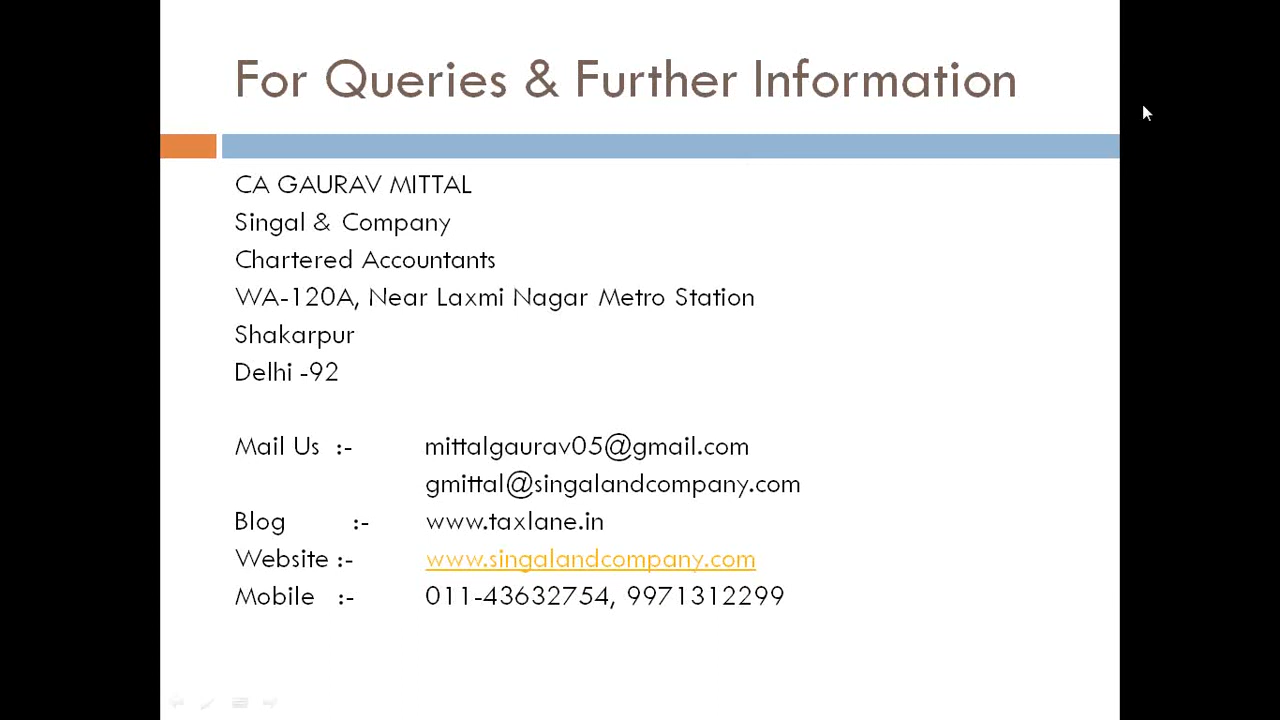 For Queries & Further Information
CA GAURAV MITTAL
Singal & Company
Chartered Accountants
WA-120A, Near Laxmi Nagar Metro Station
Shakarpur
Delhi -92
Mail Us :- mittalgaurav05@gmail.com
gmittal@singalandcompany.com
Blog :- www.taxlane.in
Website :- www.singalandcompany.com
Mobile :- 011-43632754, 9971312299